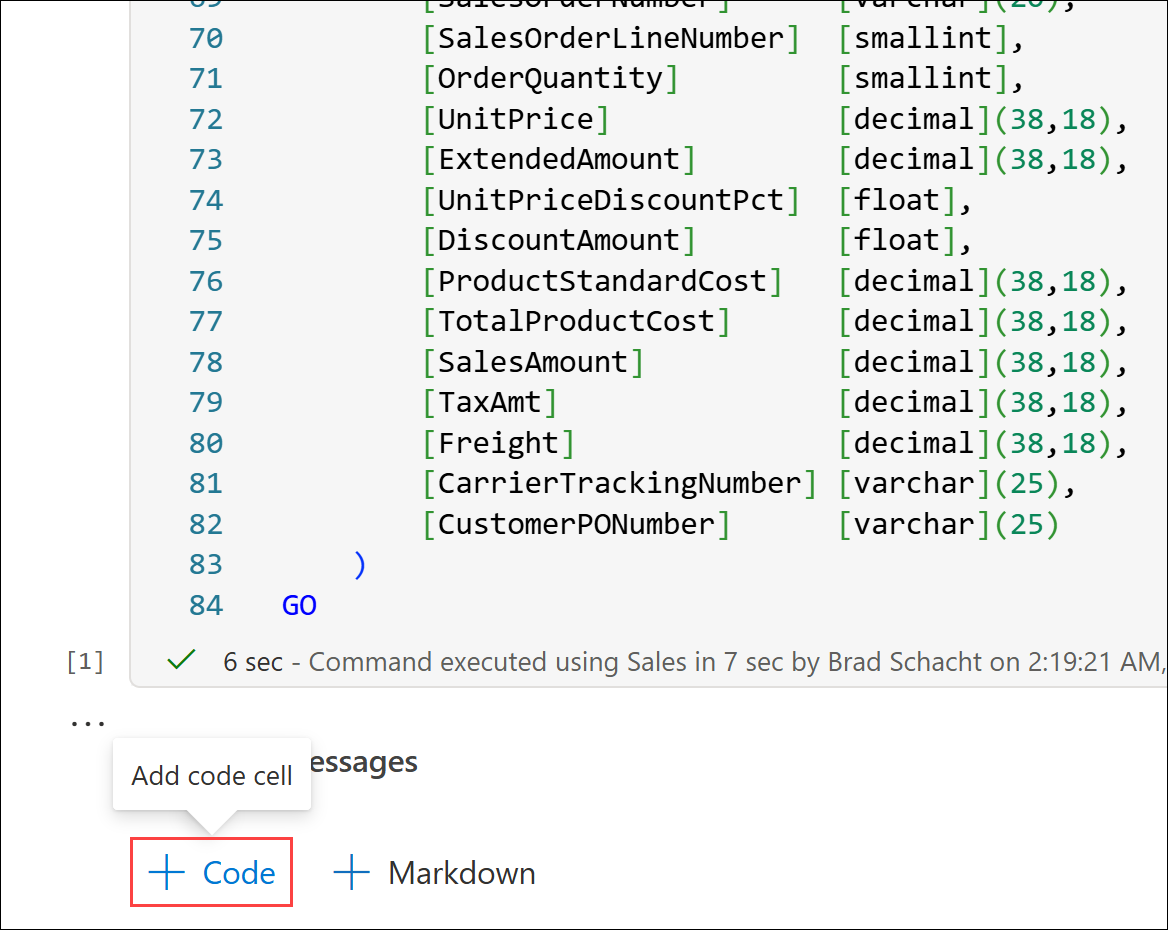 69 [SalesOrderNumber] [varchar](20),
70 [SalesOrderLineNumber] [smallint],
71 [OrderQuantity] [smallint],
72 [UnitPrice] [decimal](38,18),
73 [ExtendedAmount] [decimal](38,18),
74 [UnitPriceDiscountPct] [float],
75 [DiscountAmount] [float],
76 [ProductStandardCost] [decimal](38,18),
77 [TotalProductCost] [decimal](38,18),
78 [SalesAmount] [decimal](38,18),
79 [TaxAmt] [decimal](38,18),
80 [Freight] [decimal](38,18),
81 [CarrierTrackingNumber] [varchar](25),
82 [CustomerPONumber] [varchar](25)
83 )
84 GO
[1] 6 sec - Command executed using Sales in 7 sec by Brad Schacht on 2:19:21 AM,
...
essages
Add code cell
Code Markdown